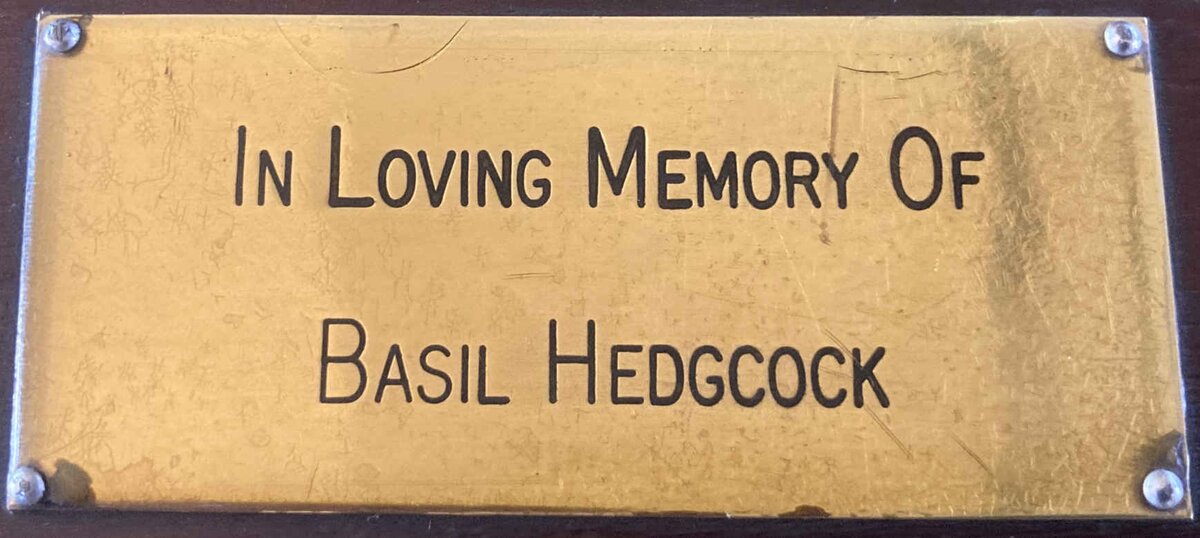 In Loving Memory Of
Basil Hedgcock